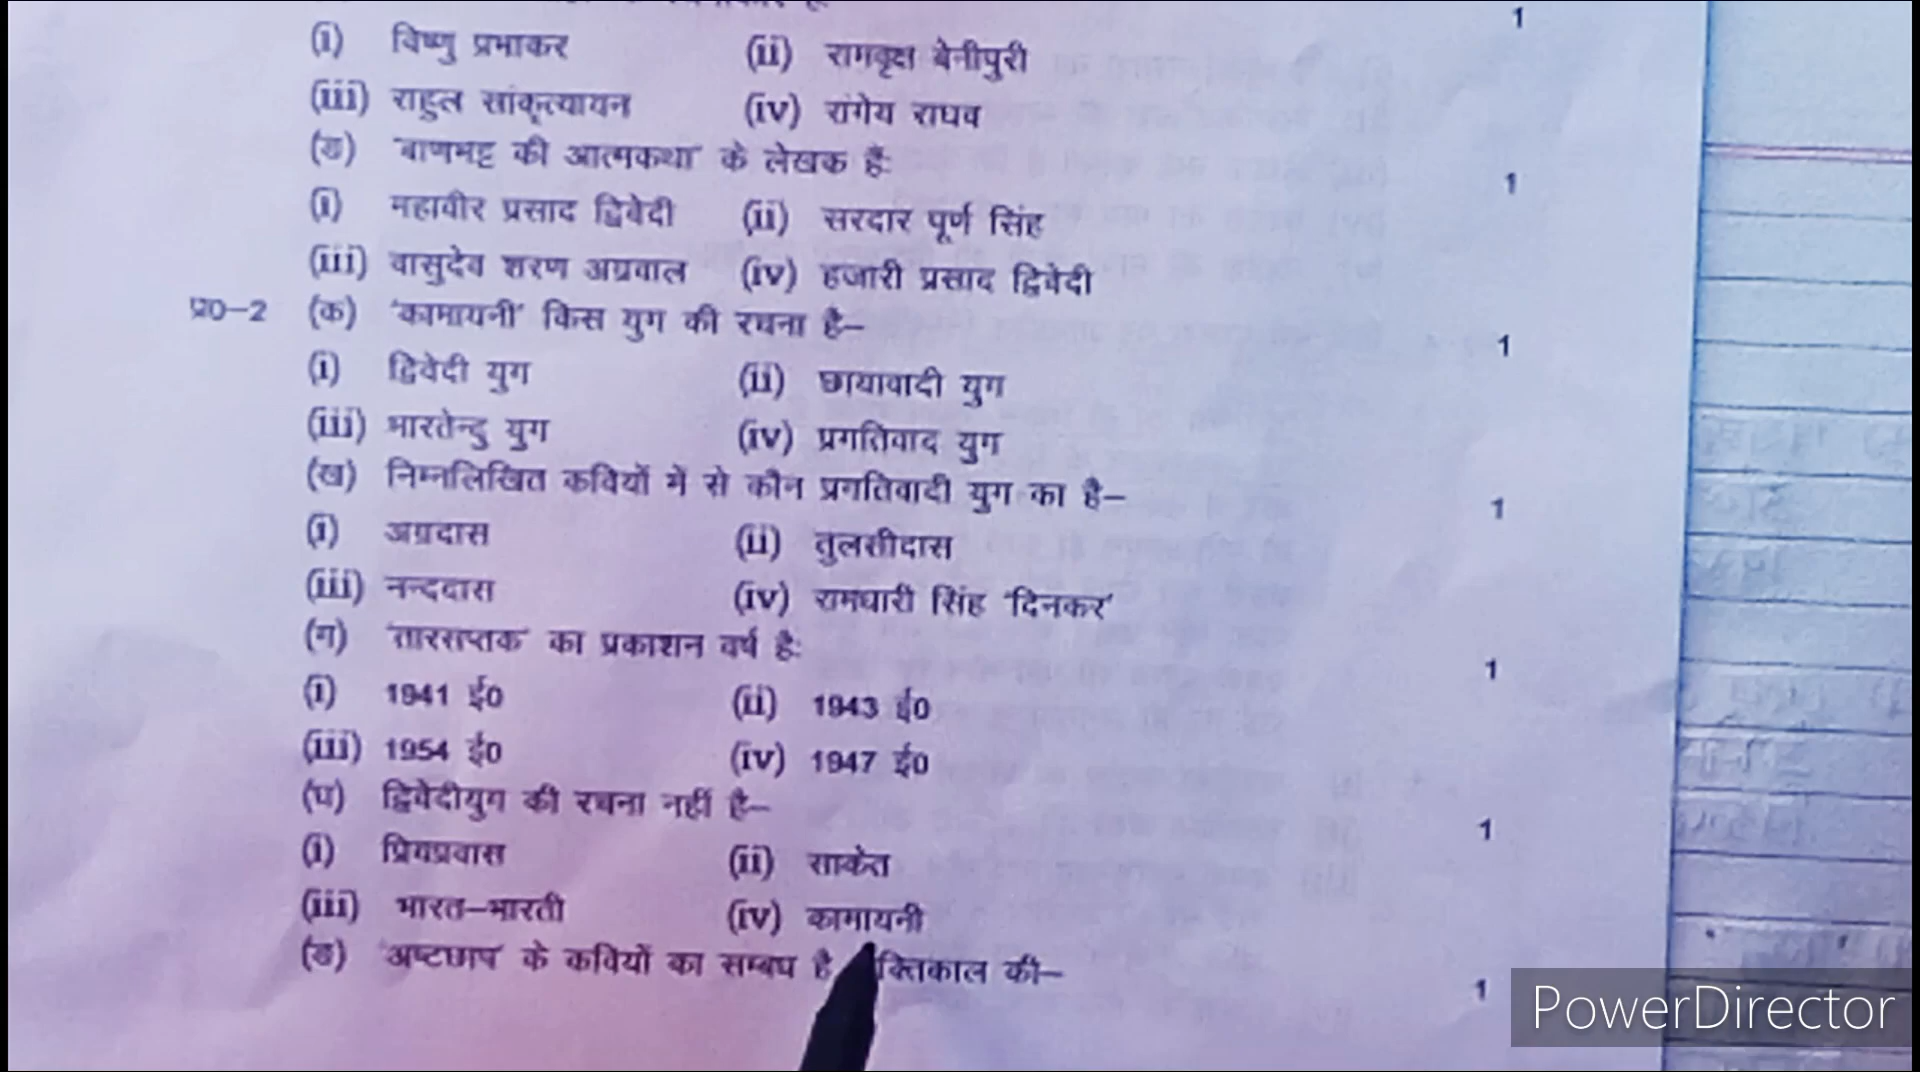 1
(i) विष्णु प्रभाकर (ii) रामवृक्ष बेनीपुरी
(iii) राहुल सांकृत्यायन (iv) रांगेय राघव
(ङ) 'बाणभट्ट की आत्मकथा' के लेखक हैं: 1
(i) महावीर प्रसाद द्विवेदी (ii) सरदार पूर्ण सिंह
(iii) वासुदेव शरण अग्रवाल (iv) हजारी प्रसाद द्विवेदी
प्र0-2 (क) 'कामायनी' किस युग की रचना है– 1
(i) द्विवेदी युग (ii) छायावादी युग
(iii) भारतेन्दु युग (iv) प्रगतिवाद युग
(ख) निम्नलिखित कवियों में से कौन प्रगतिवादी युग का है– 1
(i) अग्रदास (ii) तुलसीदास
(iii) नन्ददास (iv) रामधारी सिंह 'दिनकर'
(ग) 'तारसप्तक' का प्रकाशन वर्ष है: 1
(i) 1941 ई0 (ii) 1943 ई0
(iii) 1954 ई0 (iv) 1947 ई0
(घ) द्विवेदीयुग की रचना नहीं है– 1
(i) प्रियप्रवास (ii) साकेत
(iii) भारत–भारती (iv) कामायनी
(ङ) 'अष्टछाप' के कवियों का सम्बध है की– 1
PowerDirector